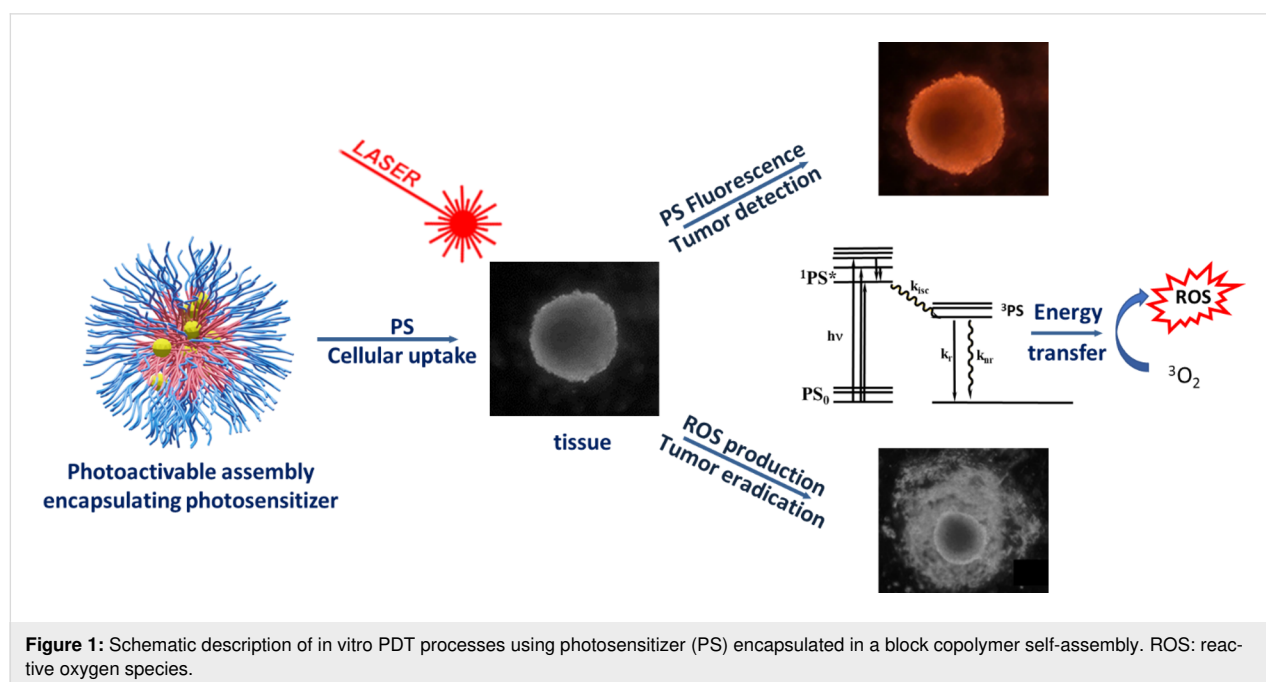 LASER
PS
Cellular uptake
Photoactivable assembly
encapsulating photosensitizer
tissue
PS Fluorescence
Tumor detection
¹PS*
k_isc
³PS
hν
k_r
k_nr
PS₀
Energy
transfer
ROS
³O₂
ROS production
Tumor eradication
Figure 1: Schematic description of in vitro PDT processes using photosensitizer (PS) encapsulated in a block copolymer self-assembly. ROS: reac-
tive oxygen species.